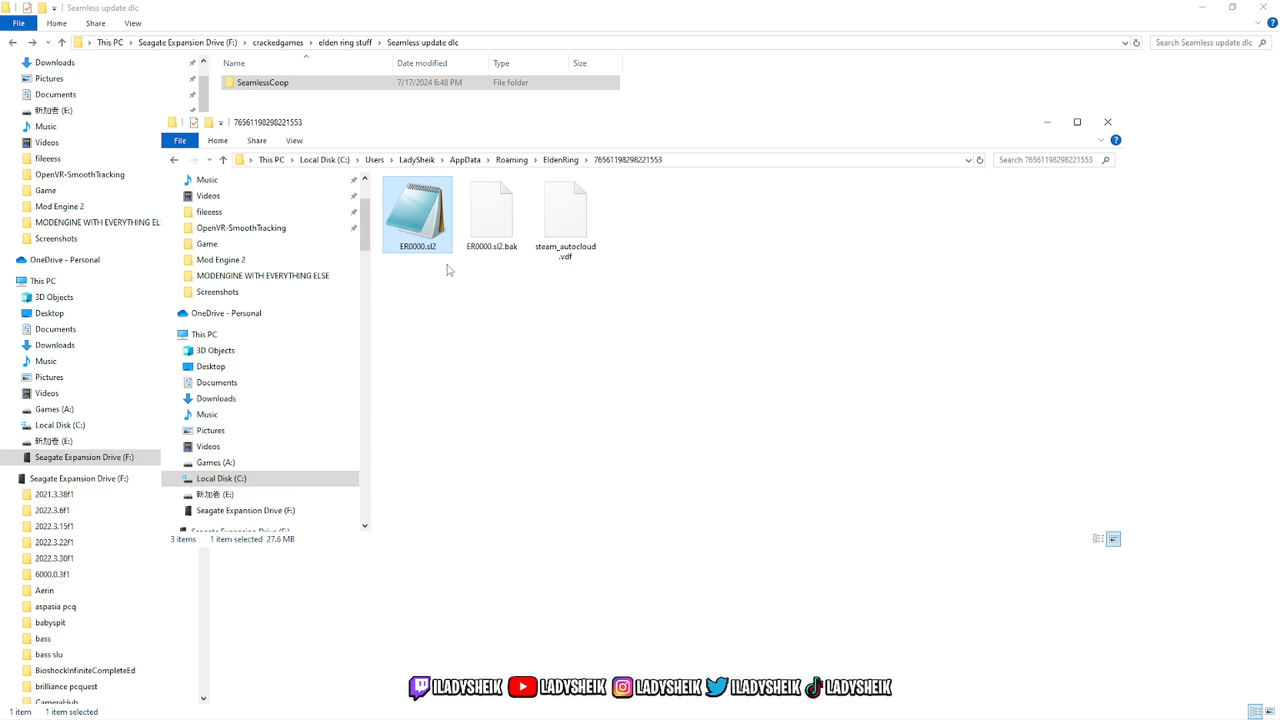 Seamless update dlc
File Home Share View
This PC Seagate Expansion Drive (F:) crackedgames elden ring stuff Seamless update dlc
Search Seamless update dlc
Downloads
Pictures
Documents
新加卷 (E:)
Music
Videos
fileeess
OpenVR-SmoothTracking
Game
Mod Engine 2
MODENGINE WITH EVERYTHING EL
Screenshots
OneDrive - Personal
This PC
3D Objects
Desktop
Documents
Downloads
Music
Pictures
Videos
Games (A:)
Local Disk (C:)
新加卷 (E:)
Seagate Expansion Drive (F:)
Seagate Expansion Drive (F:)
2021.3.38f1
2022.3.6f1
2022.3.15f1
2022.3.22f1
2022.3.30f1
6000.0.3f1
Aerin
aspasia pcq
babyspit
bass
bass slu
BioshockInfiniteCompleteEd
brilliance pcquest
CameraHub
1 item 1 item selected
Name Date modified Type Size
SeamlessCoop 7/17/2024 6:48 PM File folder
76561198298221553
File Home Share View
This PC Local Disk (C:) Users LadySheik AppData Roaming EldenRing 76561198298221553
Search 76561198298221553
Music
Videos
fileeess
OpenVR-SmoothTracking
Game
Mod Engine 2
MODENGINE WITH EVERYTHING ELSE
Screenshots
OneDrive - Personal
This PC
3D Objects
Desktop
Documents
Downloads
Music
Pictures
Videos
Games (A:)
Local Disk (C:)
新加卷 (E:)
Seagate Expansion Drive (F:)
Seagate Expansion Drive (F:)
ER0000.sl2
ER0000.sl2.bak
steam_autocloud
.vdf
3 items 1 item selected 27.6 MB
ILADYSHEIK LADYSHEIK LADYSHEIK ILADYSHEIK LADYSHEIK